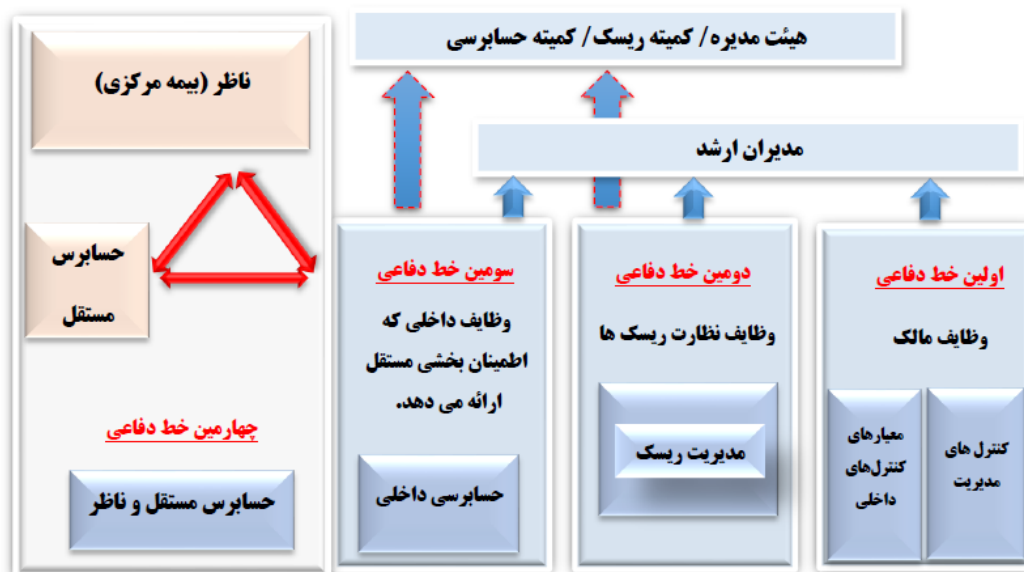 هیئت مدیره/ کمیته ریسک/ کمیته حسابرسی
مدیران ارشد
اولین خط دفاعی
وظایف مالک
کنترل های
مدیریت
معیارهای
کنترل‌های
داخلی
دومین خط دفاعی
وظایف نظارت ریسک ها
مدیریت ریسک
سومین خط دفاعی
وظایف داخلی که
اطمینان بخشی مستقل
ارائه می دهد.
حسابرسی داخلی
ناظر (بیمه مرکزی)
حسابرس
مستقل
چهارمین خط دفاعی
حسابرس مستقل و ناظر